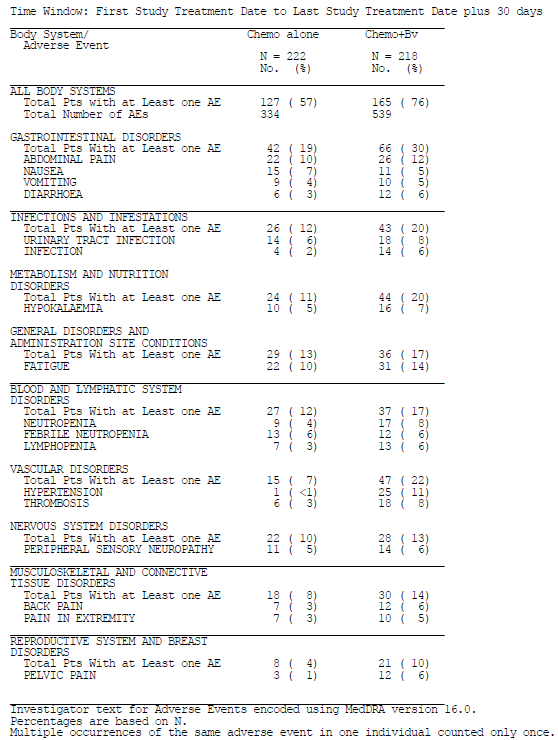 Time Window: First Study Treatment Date to Last Study Treatment Date plus 30 days
Body System/ Chemo alone Chemo+Bv
Adverse Event
N = 222 N = 218
No. (%) No. (%)
ALL BODY SYSTEMS
Total Pts with at Least one AE 127 ( 57) 165 ( 76)
Total Number of AEs 334 539
GASTROINTESTINAL DISORDERS
Total Pts With at Least one AE 42 ( 19) 66 ( 30)
ABDOMINAL PAIN 22 ( 10) 26 ( 12)
NAUSEA 15 ( 7) 11 ( 5)
VOMITING 9 ( 4) 10 ( 5)
DIARRHOEA 6 ( 3) 12 ( 6)
INFECTIONS AND INFESTATIONS
Total Pts With at Least one AE 26 ( 12) 43 ( 20)
URINARY TRACT INFECTION 14 ( 6) 18 ( 8)
INFECTION 4 ( 2) 14 ( 6)
METABOLISM AND NUTRITION
DISORDERS
Total Pts With at Least one AE 24 ( 11) 44 ( 20)
HYPOKALAEMIA 10 ( 5) 16 ( 7)
GENERAL DISORDERS AND
ADMINISTRATION SITE CONDITIONS
Total Pts With at Least one AE 29 ( 13) 36 ( 17)
FATIGUE 22 ( 10) 31 ( 14)
BLOOD AND LYMPHATIC SYSTEM
DISORDERS
Total Pts With at Least one AE 27 ( 12) 37 ( 17)
NEUTROPENIA 9 ( 4) 17 ( 8)
FEBRILE NEUTROPENIA 13 ( 6) 12 ( 6)
LYMPHOPENIA 7 ( 3) 13 ( 6)
VASCULAR DISORDERS
Total Pts With at Least one AE 15 ( 7) 47 ( 22)
HYPERTENSION 1 ( <1) 25 ( 11)
THROMBOSIS 6 ( 3) 18 ( 8)
NERVOUS SYSTEM DISORDERS
Total Pts With at Least one AE 22 ( 10) 28 ( 13)
PERIPHERAL SENSORY NEUROPATHY 11 ( 5) 14 ( 6)
MUSCULOSKELETAL AND CONNECTIVE
TISSUE DISORDERS
Total Pts With at Least one AE 18 ( 8) 30 ( 14)
BACK PAIN 7 ( 3) 12 ( 6)
PAIN IN EXTREMITY 7 ( 3) 10 ( 5)
REPRODUCTIVE SYSTEM AND BREAST
DISORDERS
Total Pts With at Least one AE 8 ( 4) 21 ( 10)
PELVIC PAIN 3 ( 1) 12 ( 6)
Investigator text for Adverse Events encoded using MedDRA version 16.0.
Percentages are based on N.
Multiple occurrences of the same adverse event in one individual counted only once.